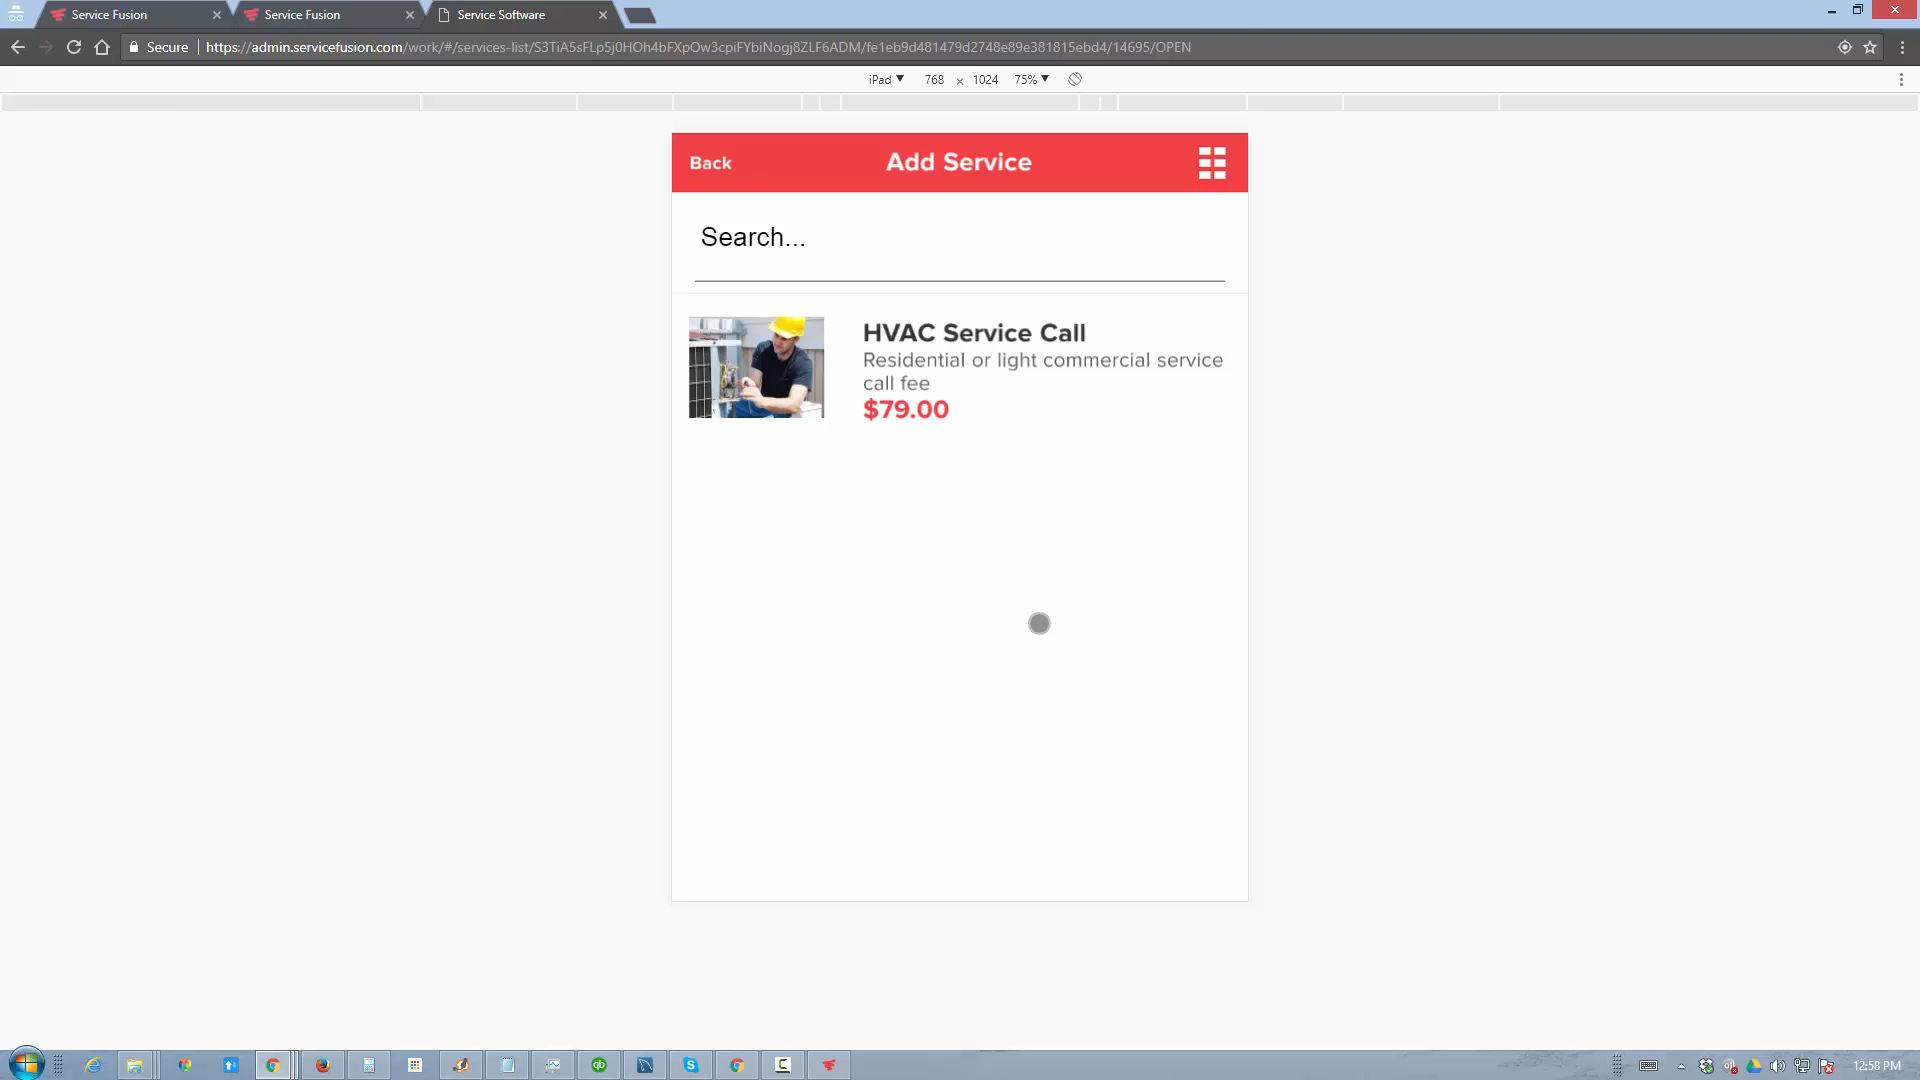 Service Fusion
Service Fusion
Service Software
Secure
https://admin.servicefusion.com/work/#/services-list/S3TiA5sFLp5j0HOh4bFXpOw3cpiFYbiNogj8ZLF6ADM/fe1eb9d481479d2748e89e381815ebd4/14695/OPEN
iPad 768 x 1024 75%
Back Add Service
Search...
HVAC Service Call
Residential or light commercial service
call fee
$79.00
12:58 PM